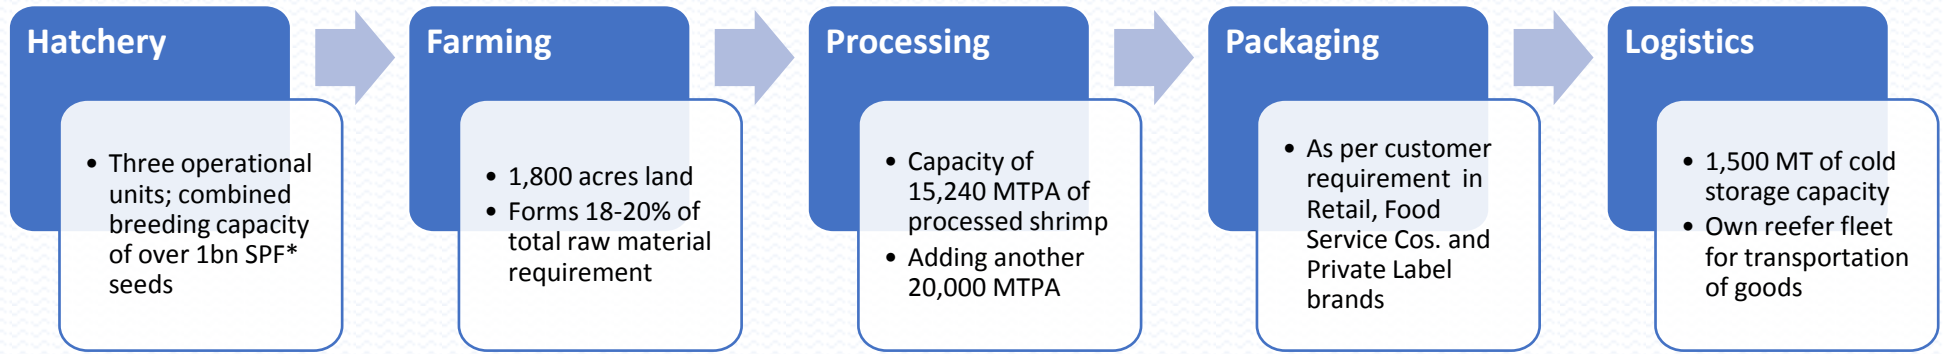 Hatchery
• Three operational
units; combined
breeding capacity
of over 1bn SPF*
seeds
Farming
• 1,800 acres land
• Forms 18-20% of
total raw material
requirement
Processing
• Capacity of
15,240 MTPA of
processed shrimp
• Adding another
20,000 MTPA
Packaging
• As per customer
requirement in
Retail, Food
Service Cos. and
Private Label
brands
Logistics
• 1,500 MT of cold
storage capacity
• Own reefer fleet
for transportation
of goods